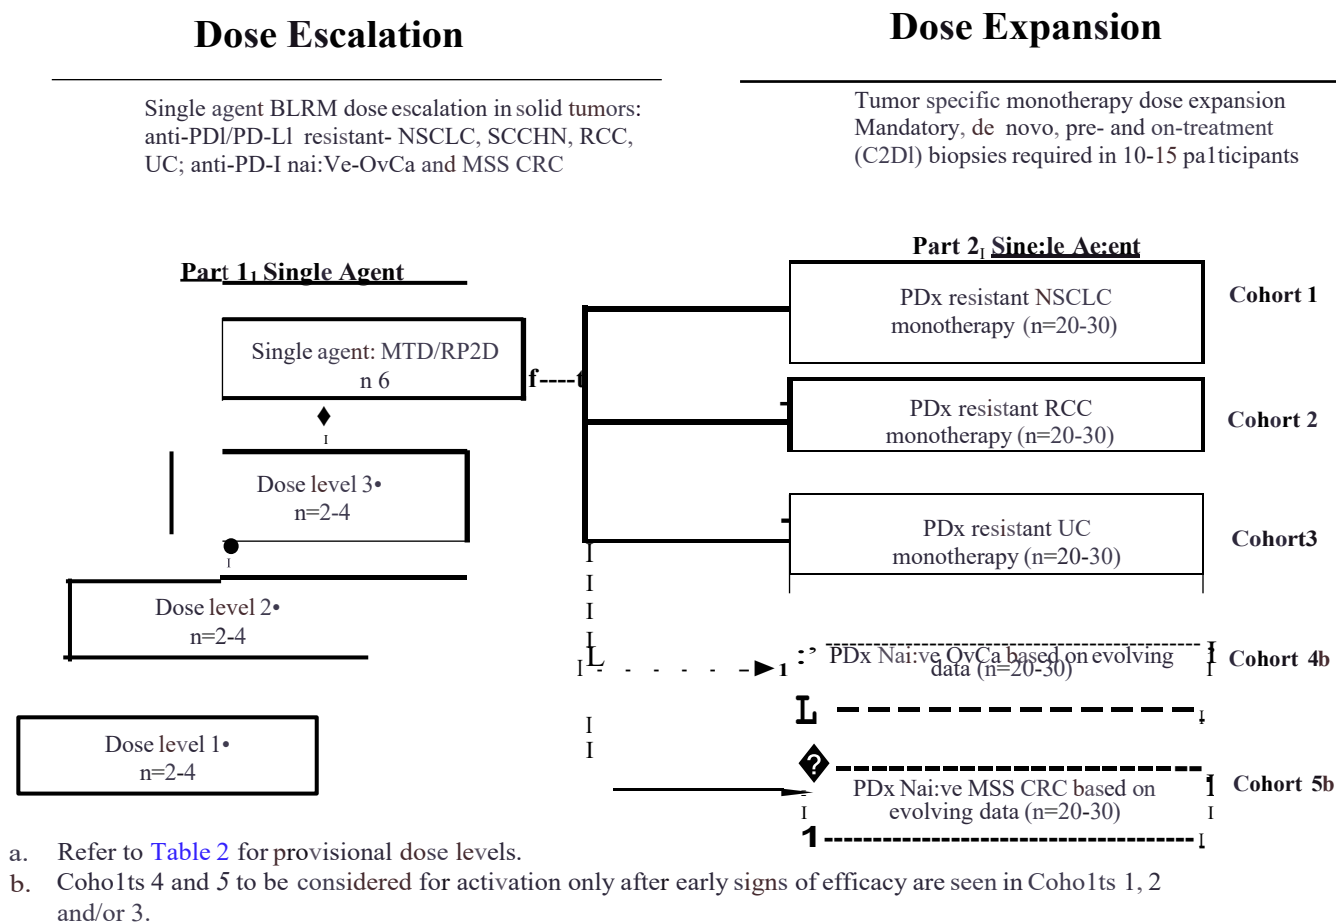 Dose Escalation
Single agent BLRM dose escalation in solid tumors:
anti-PDl/PD-Ll resistant- NSCLC, SCCHN, RCC,
UC; anti-PD-I nai:Ve-OvCa and MSS CRC
Part 1, Single Agent
Single agent: MTD/RP2D
n 6
f----t
Dose level 3•
n=2-4
Dose level 2•
n=2-4
Dose level 1•
n=2-4
Dose Expansion
Tumor specific monotherapy dose expansion
Mandatory, de novo, pre- and on-treatment
(C2Dl) biopsies required in 10-15 pa1ticipants
Part 2I Sine:le Ae:ent
PDx resistant NSCLC
monotherapy (n=20-30)
Cohort 1
PDx resistant RCC
monotherapy (n=20-30)
Cohort 2
PDx resistant UC
monotherapy (n=20-30)
Cohort3
PDx Nai:ve OvCa based on evolving
data (n=20-30)
Cohort 4b
PDx Nai:ve MSS CRC based on
evolving data (n=20-30)
Cohort 5b
a. Refer to Table 2 for provisional dose levels.
b. Coho1ts 4 and 5 to be considered for activation only after early signs of efficacy are seen in Coho1ts 1, 2
and/or 3.